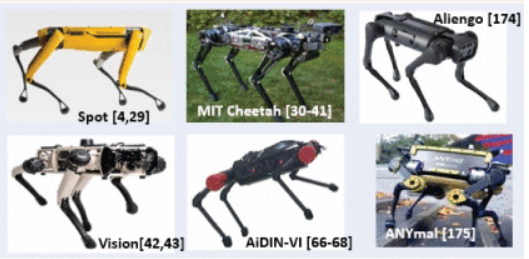 Aliengo [174]
Spot [4,29]
MIT Cheetah [30-41]
Vision[42,43]
AiDIN-VI [66-68]
ANYmal [175]